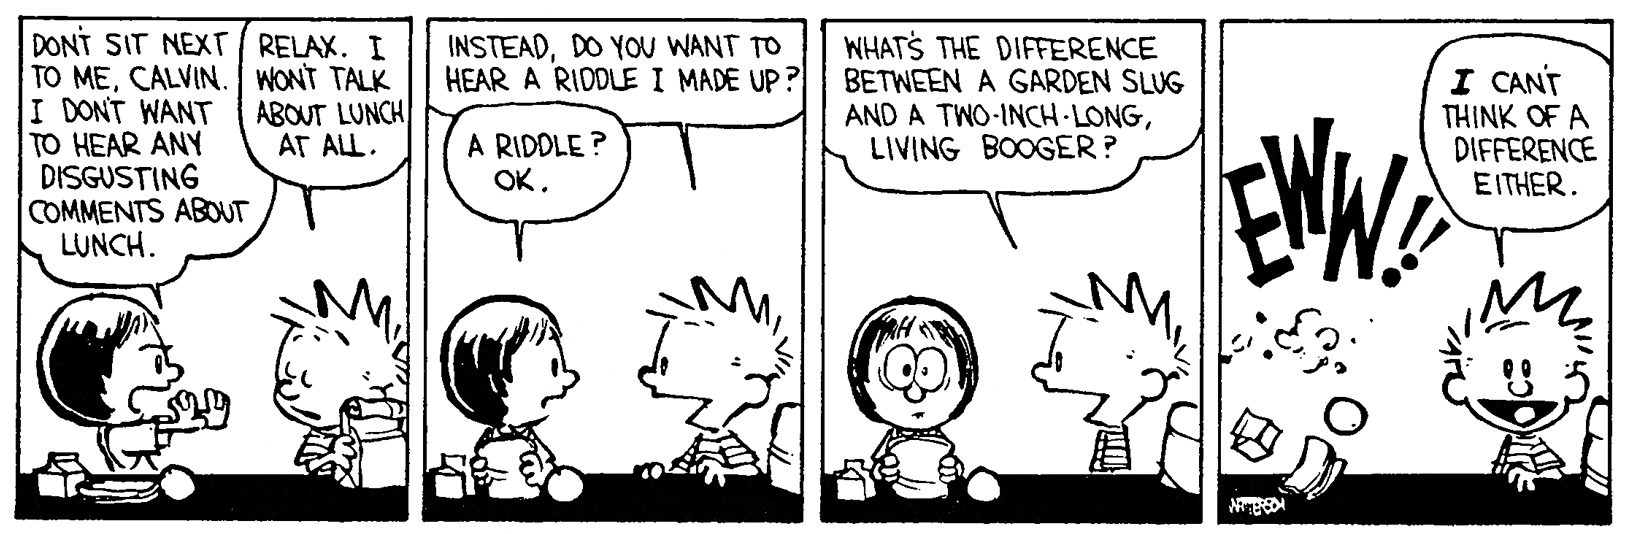 DON'T SIT NEXT
TO ME, CALVIN.
I DON'T WANT
TO HEAR ANY
DISGUSTING
COMMENTS ABOUT
LUNCH.
RELAX. I
WON'T TALK
ABOUT LUNCH
AT ALL.
INSTEAD, DO YOU WANT TO
HEAR A RIDDLE I MADE UP?
A RIDDLE?
OK.
WHAT'S THE DIFFERENCE
BETWEEN A GARDEN SLUG
AND A TWO-INCH-LONG,
LIVING BOOGER?
EWW!!
I CAN'T
THINK OF A
DIFFERENCE
EITHER.
WATTERSON